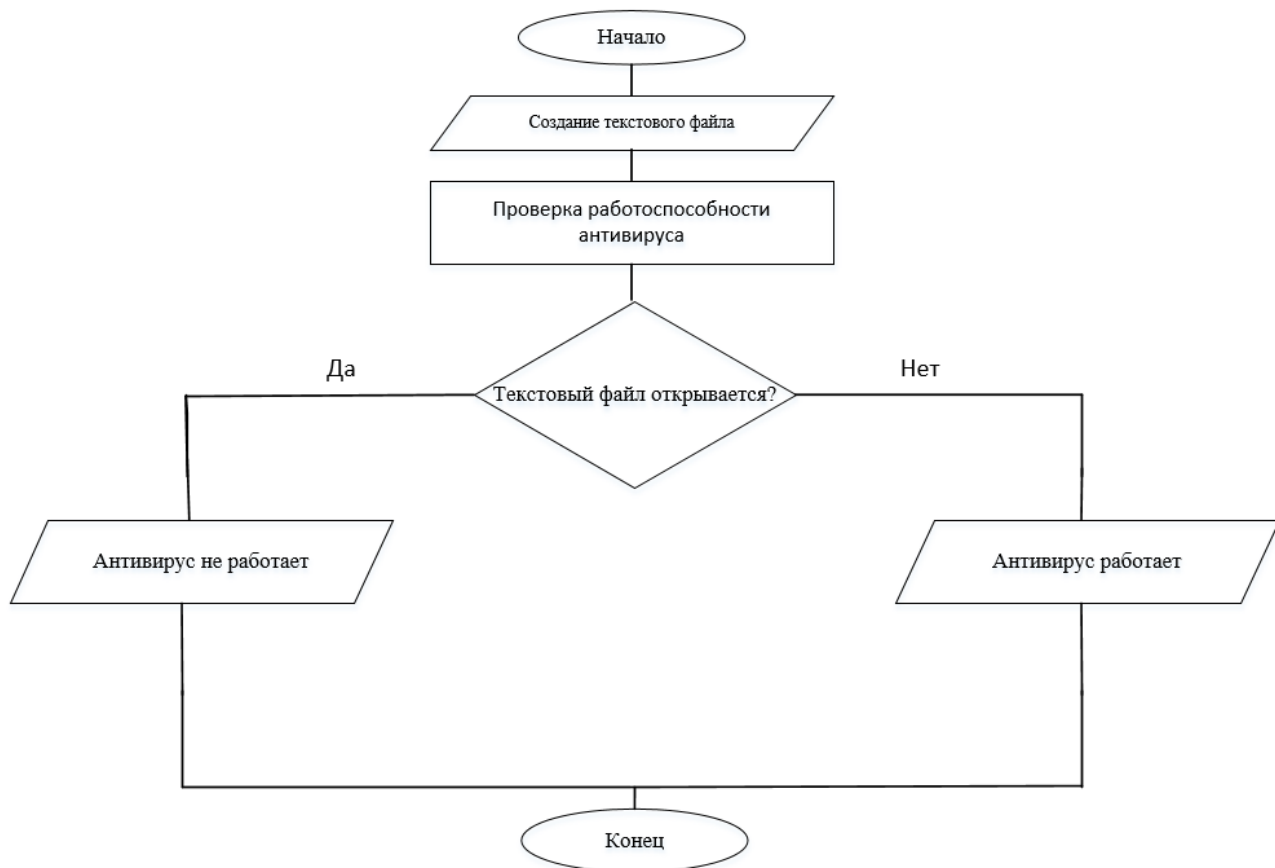 Начало
Создание текстового файла
Проверка работоспособности
антивируса
Да
Нет
Текстовый файл открывается?
Антивирус не работает
Антивирус работает
Конец